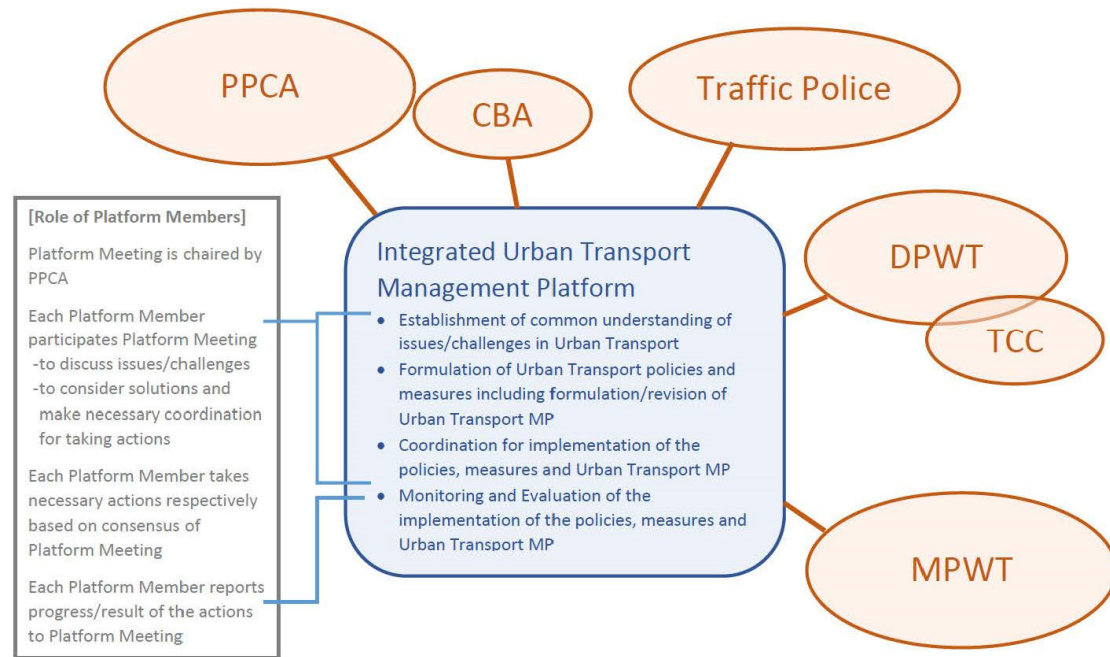 PPCA
CBA
Traffic Police
DPWT
TCC
MPWT
[Role of Platform Members]
Platform Meeting is chaired by
PPCA
Each Platform Member
participates Platform Meeting
-to discuss issues/challenges
-to consider solutions and
make necessary coordination
for taking actions
Each Platform Member takes
necessary actions respectively
based on consensus of
Platform Meeting
Each Platform Member reports
progress/result of the actions
to Platform Meeting
Integrated Urban Transport
Management Platform
• Establishment of common understanding of
issues/challenges in Urban Transport
• Formulation of Urban Transport policies and
measures including formulation/revision of
Urban Transport MP
• Coordination for implementation of the
policies, measures and Urban Transport MP
• Monitoring and Evaluation of the
implementation of the policies, measures and
Urban Transport MP